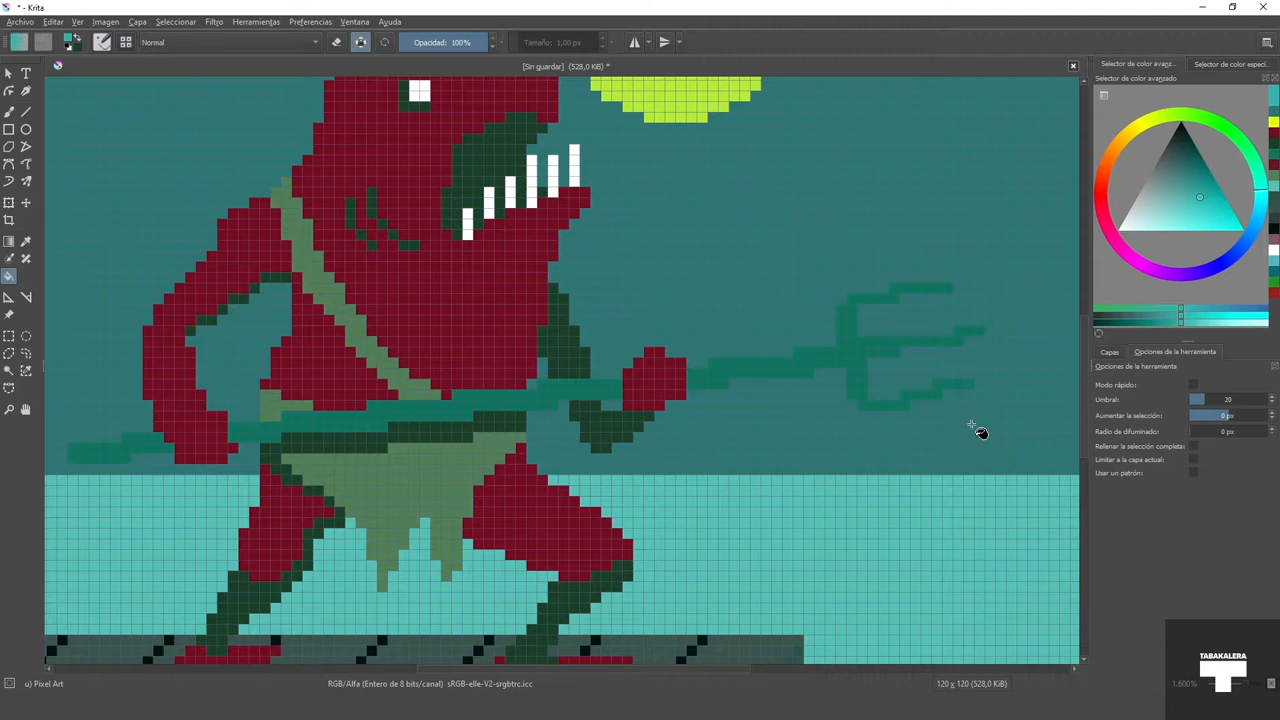 * - Krita
Archivo Editar Ver Imagen Capa Seleccionar Filtro Herramientas Preferencias Ventana Ayuda
Normal Opacidad: 100% Tamaño: 1,00 px
[Sin guardar] (528,0 KiB) *
Selector de color avanz... Selector de color especí...
Selector de color avanzado
Capas Opciones de la herramienta
Opciones de la herramienta
Modo rápido:
Umbral: 20
Aumentar la selección: 0 px
Radio de difuminado: 0 px
Rellenar la selección completa:
Limitar a la capa actual:
Usar un patrón:
TABAKALERA
u) Pixel Art RGB/Alfa (Entero de 8 bits/canal) sRGB-elle-V2-srgbtrc.icc 120 x 120 (528,0 KiB) 1.600%